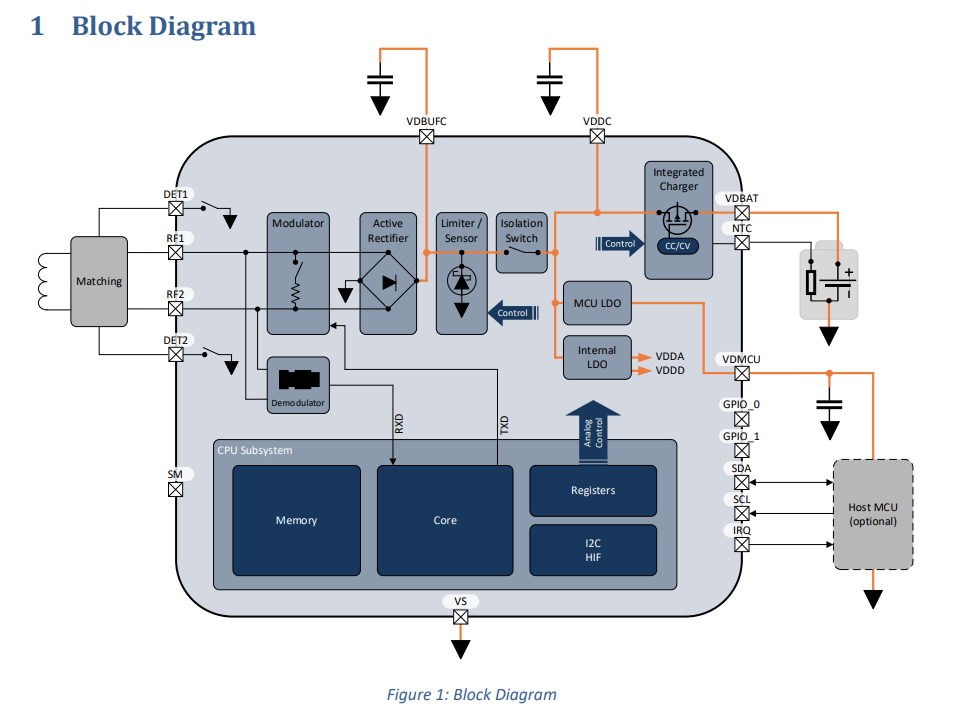 1 Block Diagram
VDBUFC
VDDC
DET1
RF1
RF2
DET2
SM
Matching
Modulator
Active
Rectifier
Limiter /
Sensor
Isolation
Switch
Integrated
Charger
CC/CV
Control
Control
VDBAT
NTC
+
MCU LDO
Internal
LDO
VDDA
VDDD
VDMCU
Demodulator
RXD
TXD
Analog
Control
GPIO_0
GPIO_1
SDA
SCL
IRQ
Host MCU
(optional)
CPU Subsystem
Memory
Core
Registers
I2C
HIF
VS
Figure 1: Block Diagram